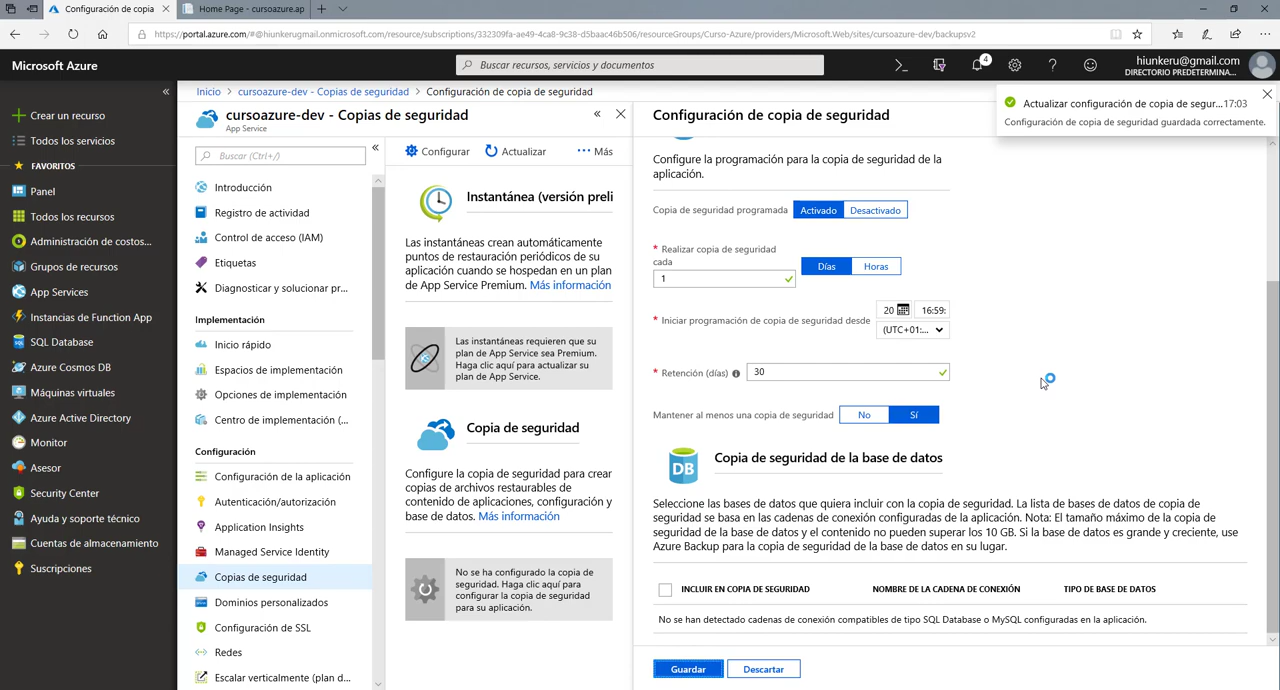 Configuración de copia
Home Page - cursoazure.ap
https://portal.azure.com/#@hiunkerugmail.onmicrosoft.com/resource/subscriptions/332309fa-ae49-4ca8-9c38-d5baac46b506/resourceGroups/Curso-Azure/providers/Microsoft.Web/sites/cursoazure-dev/backupsv2
Microsoft Azure
Buscar recursos, servicios y documentos
4
hiunkeru@gmail.com
DIRECTORIO PREDETERMINA...
Crear un recurso
Todos los servicios
FAVORITOS
Panel
Todos los recursos
Administración de costos...
Grupos de recursos
App Services
Instancias de Function App
SQL Database
Azure Cosmos DB
Máquinas virtuales
Azure Active Directory
Monitor
Asesor
Security Center
Ayuda y soporte técnico
Cuentas de almacenamiento
Suscripciones
Inicio > cursoazure-dev - Copias de seguridad > Configuración de copia de seguridad
cursoazure-dev - Copias de seguridad
App Service
Buscar (Ctrl+/)
Introducción
Registro de actividad
Control de acceso (IAM)
Etiquetas
Diagnosticar y solucionar pr...
Implementación
Inicio rápido
Espacios de implementación
Opciones de implementación
Centro de implementación (...
Configuración
Configuración de la aplicación
Autenticación/autorización
Application Insights
Managed Service Identity
Copias de seguridad
Dominios personalizados
Configuración de SSL
Redes
Escalar verticalmente (plan d...
Configurar
Actualizar
··· Más
Instantánea (versión preli
Las instantáneas crean automáticamente
puntos de restauración periódicos de su
aplicación cuando se hospedan en un plan
de App Service Premium. Más información
Las instantáneas requieren que su
plan de App Service sea Premium.
Haga clic aquí para actualizar su
plan de App Service.
Copia de seguridad
Configure la copia de seguridad para crear
copias de archivos restaurables de
contenido de aplicaciones, configuración y
base de datos. Más información
No se ha configurado la copia de
seguridad. Haga clic aquí para
configurar la copia de seguridad
para su aplicación.
Configuración de copia de seguridad
Actualizar configuración de copia de segur...17:03
Configuración de copia de seguridad guardada correctamente.
Configure la programación para la copia de seguridad de la
aplicación.
Copia de seguridad programada
Activado
Desactivado
* Realizar copia de seguridad
cada
1
Días
Horas
* Iniciar programación de copia de seguridad desde
20
16:59:
(UTC+01:...
* Retención (días)
30
Mantener al menos una copia de seguridad
No
Sí
DB
Copia de seguridad de la base de datos
Seleccione las bases de datos que quiera incluir con la copia de seguridad. La lista de bases de datos de copia de
seguridad se basa en las cadenas de conexión configuradas de la aplicación. Nota: El tamaño máximo de la copia de
seguridad de la base de datos y el contenido no pueden superar los 10 GB. Si la base de datos es grande y creciente, use
Azure Backup para la copia de seguridad de la base de datos en su lugar.
INCLUIR EN COPIA DE SEGURIDAD
NOMBRE DE LA CADENA DE CONEXIÓN
TIPO DE BASE DE DATOS
No se han detectado cadenas de conexión compatibles de tipo SQL Database o MySQL configuradas en la aplicación.
Guardar
Descartar